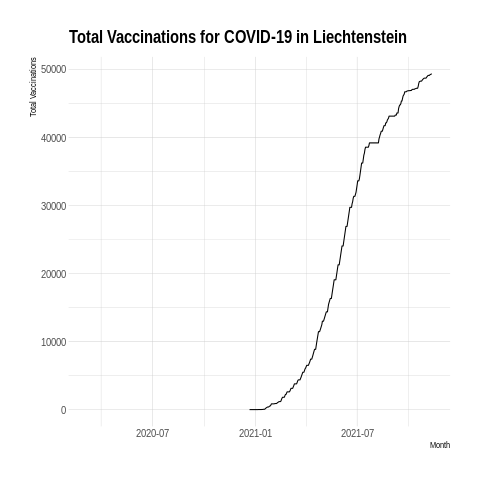 Total Vaccinations for COVID-19 in Liechtenstein
Total Vaccinations
50000
40000
30000
20000
10000
0
2020-07 2021-01 2021-07
Month